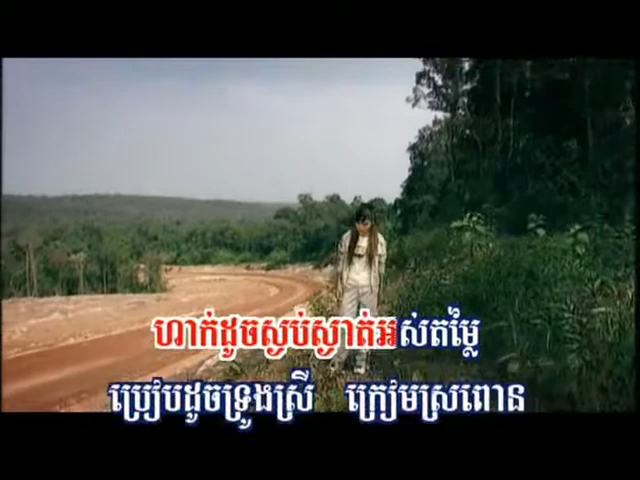 ហាក់ដូចស្ងប់ស្ងាត់អស់តម្លៃ
ប្រៀបដូចទ្រូងស្រី ក្រៀមស្រពោន